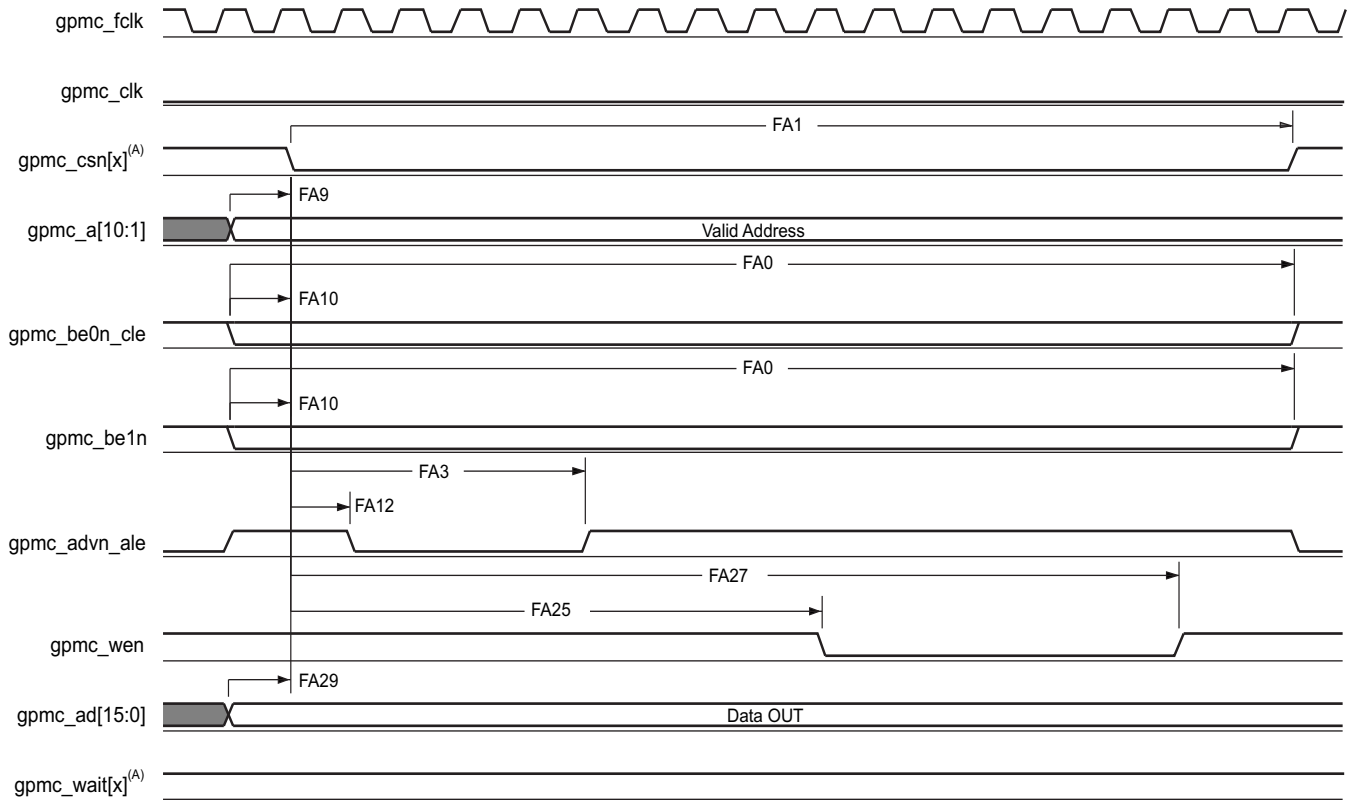 gpmc_fclk
gpmc_clk
FA1
gpmc_csn[x](A)
FA9
gpmc_a[10:1]
Valid Address
FA0
FA10
gpmc_be0n_cle
FA0
FA10
gpmc_be1n
FA3
FA12
gpmc_advn_ale
FA27
FA25
gpmc_wen
FA29
gpmc_ad[15:0]
Data OUT
gpmc_wait[x](A)